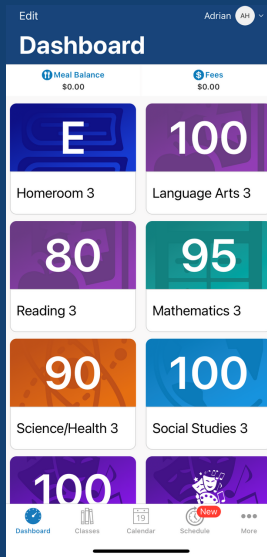 Edit
Adrian AH
Dashboard
Meal Balance
$0.00
Fees
$0.00
E
Homeroom 3
100
Language Arts 3
80
Reading 3
95
Mathematics 3
90
Science/Health 3
100
Social Studies 3
100
Dashboard
Classes
19
Calendar
New
Schedule
More